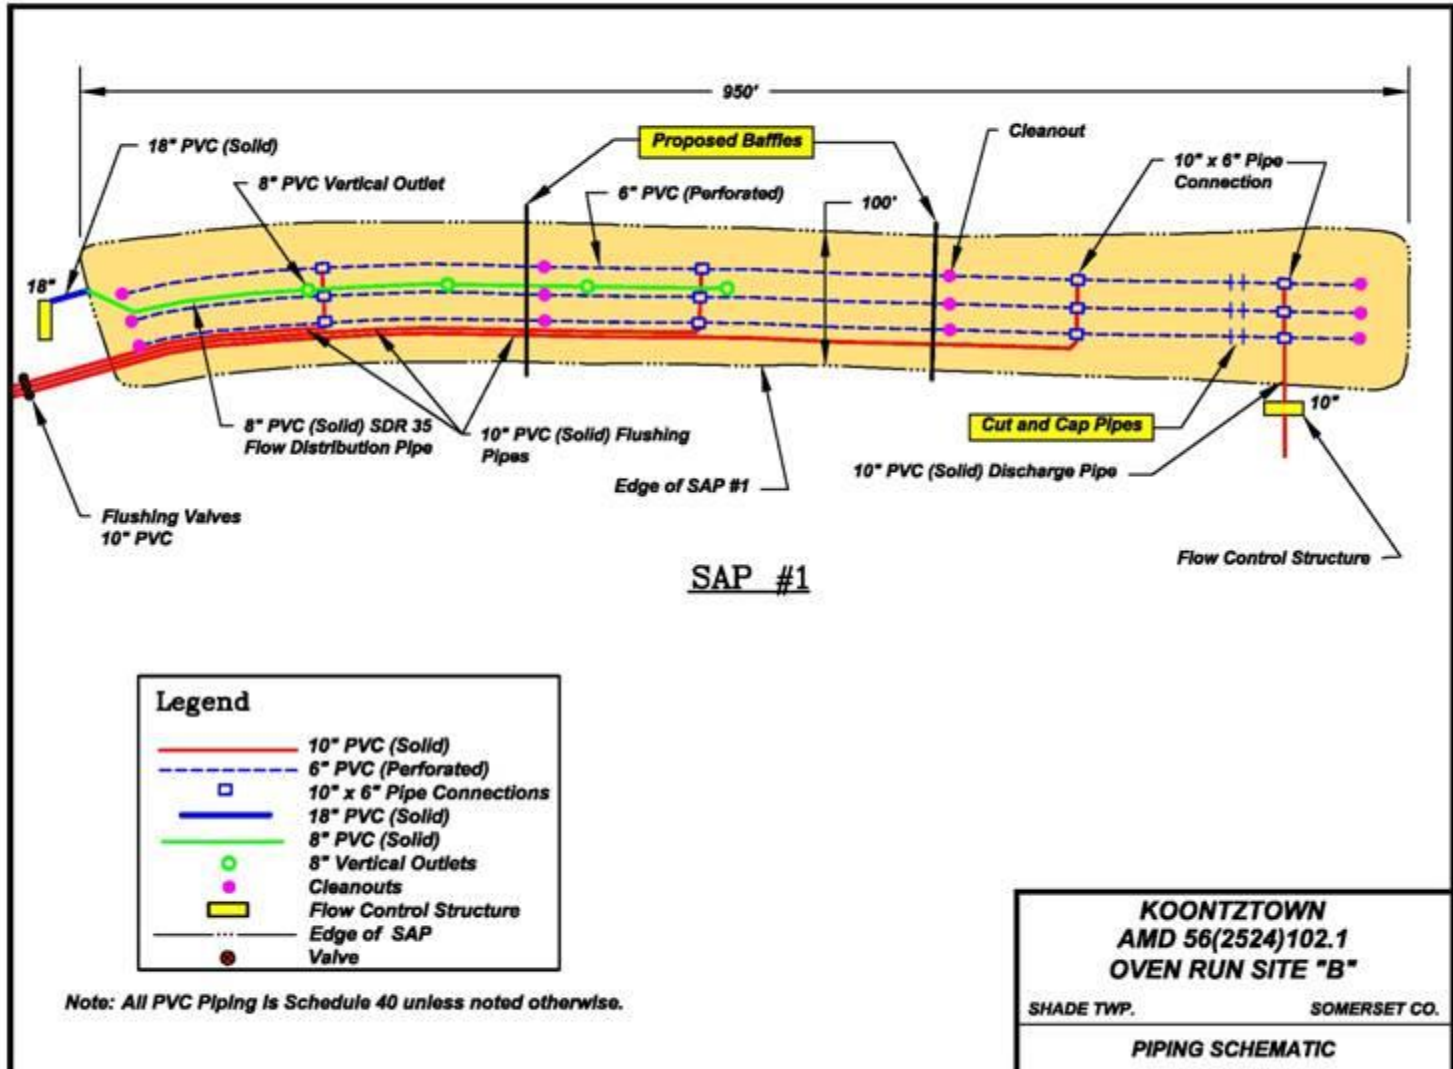 950'
18" PVC (Solid)
Proposed Baffles
Cleanout
10" x 6" Pipe
Connection
8" PVC Vertical Outlet
6" PVC (Perforated)
100'
18"
8" PVC (Solid) SDR 35
Flow Distribution Pipe
10" PVC (Solid) Flushing
Pipes
Cut and Cap Pipes
10"
10" PVC (Solid) Discharge Pipe
Edge of SAP #1
Flushing Valves
10" PVC
Flow Control Structure
SAP #1
Legend
10" PVC (Solid)
6" PVC (Perforated)
10" x 6" Pipe Connections
18" PVC (Solid)
8" PVC (Solid)
8" Vertical Outlets
Cleanouts
Flow Control Structure
Edge of SAP
Valve
Note: All PVC Piping is Schedule 40 unless noted otherwise.
KOONTZTOWN
AMD 56(2524)102.1
OVEN RUN SITE "B"
SHADE TWP. SOMERSET CO.
PIPING SCHEMATIC